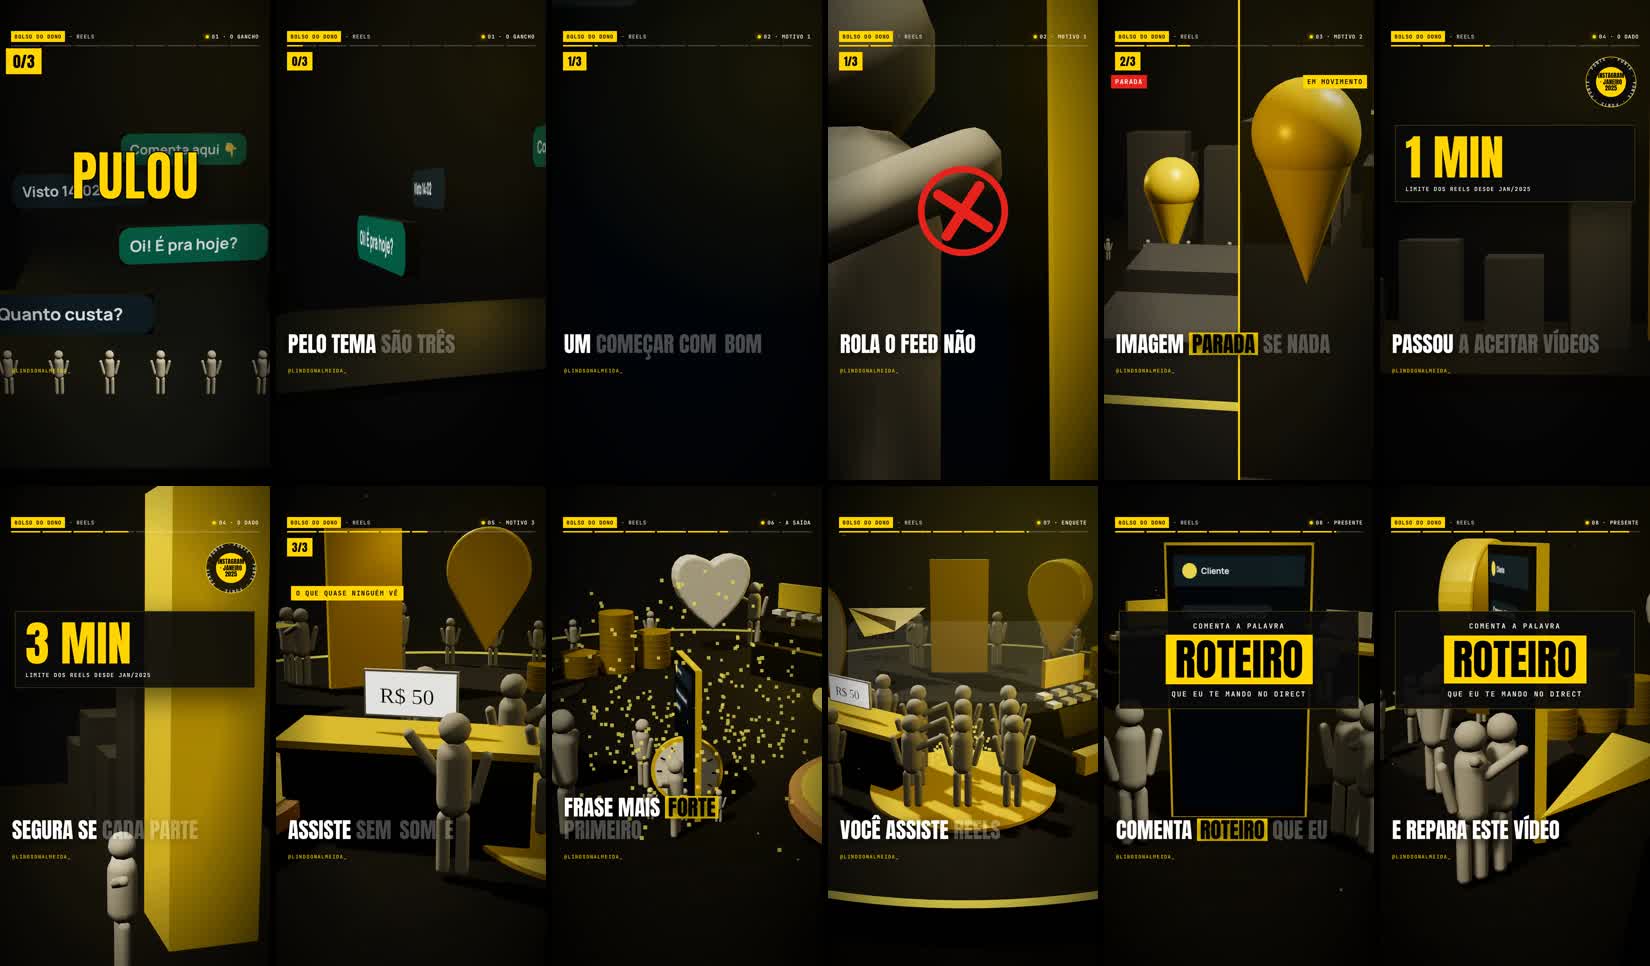 BOLSO DO DONO · REELS
01 · O GANCHO
0/3
Comenta aqui 👇
PULOU
Visto 14:02
Oi! É pra hoje?
Quanto custa?
@LINDSONALMEIDA_
BOLSO DO DONO · REELS
01 · O GANCHO
0/3
Co
Visto 14:02
Oi! É pra hoje?
PELO TEMA SÃO TRÊS
@LINDSONALMEIDA_
BOLSO DO DONO · REELS
02 · MOTIVO 1
1/3
UM COMEÇAR COM BOM
@LINDSONALMEIDA_
BOLSO DO DONO · REELS
02 · MOTIVO 1
1/3
ROLA O FEED NÃO
@LINDSONALMEIDA_
BOLSO DO DONO · REELS
03 · MOTIVO 2
2/3
PARADA
EM MOVIMENTO
IMAGEM PARADA SE NADA
@LINDSONALMEIDA_
BOLSO DO DONO · REELS
04 · O DADO
INSTAGRAM
· JANEIRO
2025
1 MIN
LIMITE DOS REELS DESDE JAN/2025
PASSOU A ACEITAR VÍDEOS
@LINDSONALMEIDA_
BOLSO DO DONO · REELS
04 · O DADO
INSTAGRAM
· JANEIRO
2025
3 MIN
LIMITE DOS REELS DESDE JAN/2025
SEGURA SE CADA PARTE
@LINDSONALMEIDA_
BOLSO DO DONO · REELS
05 · MOTIVO 3
3/3
O QUE QUASE NINGUÉM VÊ
R$ 50
ASSISTE SEM SOM E
@LINDSONALMEIDA_
BOLSO DO DONO · REELS
06 · A SAÍDA
FRASE MAIS FORTE
PRIMEIRO
@LINDSONALMEIDA_
BOLSO DO DONO · REELS
07 · ENQUETE
R$ 50
VOCÊ ASSISTE REELS
@LINDSONALMEIDA_
BOLSO DO DONO · REELS
08 · PRESENTE
Cliente
COMENTA A PALAVRA
ROTEIRO
QUE EU TE MANDO NO DIRECT
COMENTA ROTEIRO QUE EU
@LINDSONALMEIDA_
BOLSO DO DONO · REELS
08 · PRESENTE
COMENTA A PALAVRA
ROTEIRO
QUE EU TE MANDO NO DIRECT
E REPARA ESTE VÍDEO
@LINDSONALMEIDA_